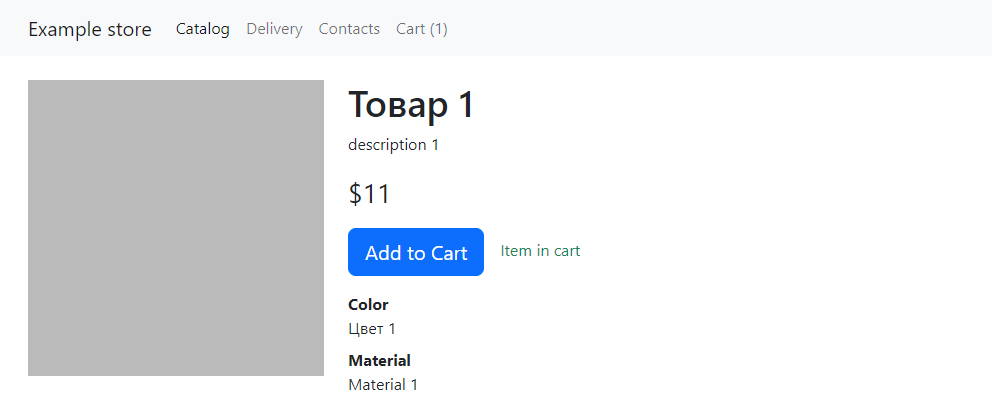 Example store Catalog Delivery Contacts Cart (1)
Товар 1
description 1
$11
Add to Cart Item in cart
Color
Цвет 1
Material
Material 1